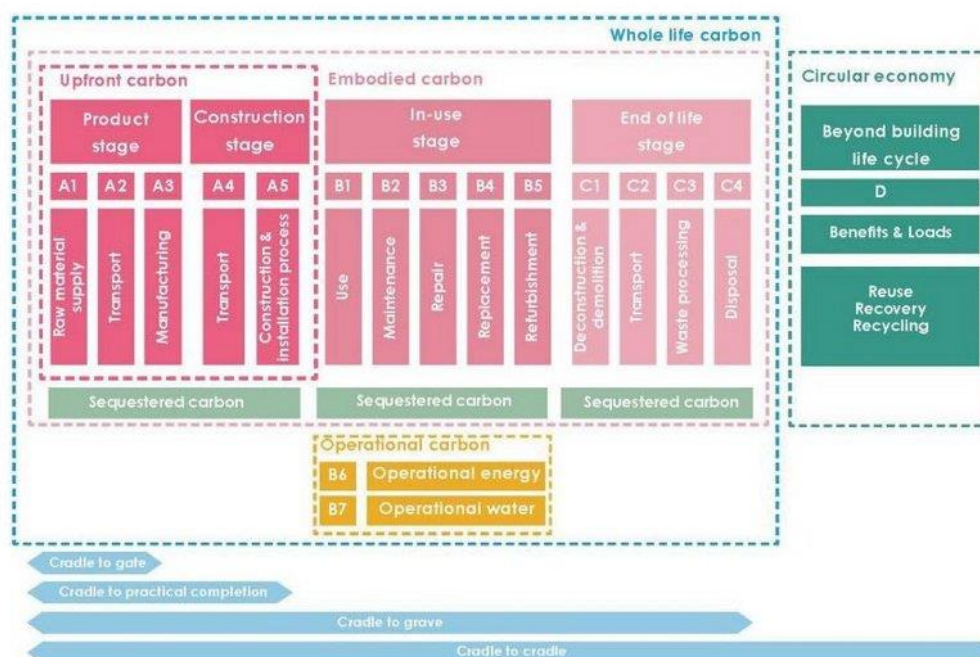 Whole life carbon
Upfront carbon
Embodied carbon
Circular economy
Product
stage
Construction
stage
In-use
stage
End of life
stage
Beyond building
life cycle
A1
A2
A3
A4
A5
B1
B2
B3
B4
B5
C1
C2
C3
C4
D
Raw material
supply
Transport
Manufacturing
Transport
Construction &
installation process
Use
Maintenance
Repair
Replacement
Refurbishment
Deconstruction &
demolition
Transport
Waste processing
Disposal
Benefits & Loads
Reuse
Recovery
Recycling
Sequestered carbon
Sequestered carbon
Sequestered carbon
Operational carbon
B6
Operational energy
B7
Operational water
Cradle to gate
Cradle to practical completion
Cradle to grave
Cradle to cradle